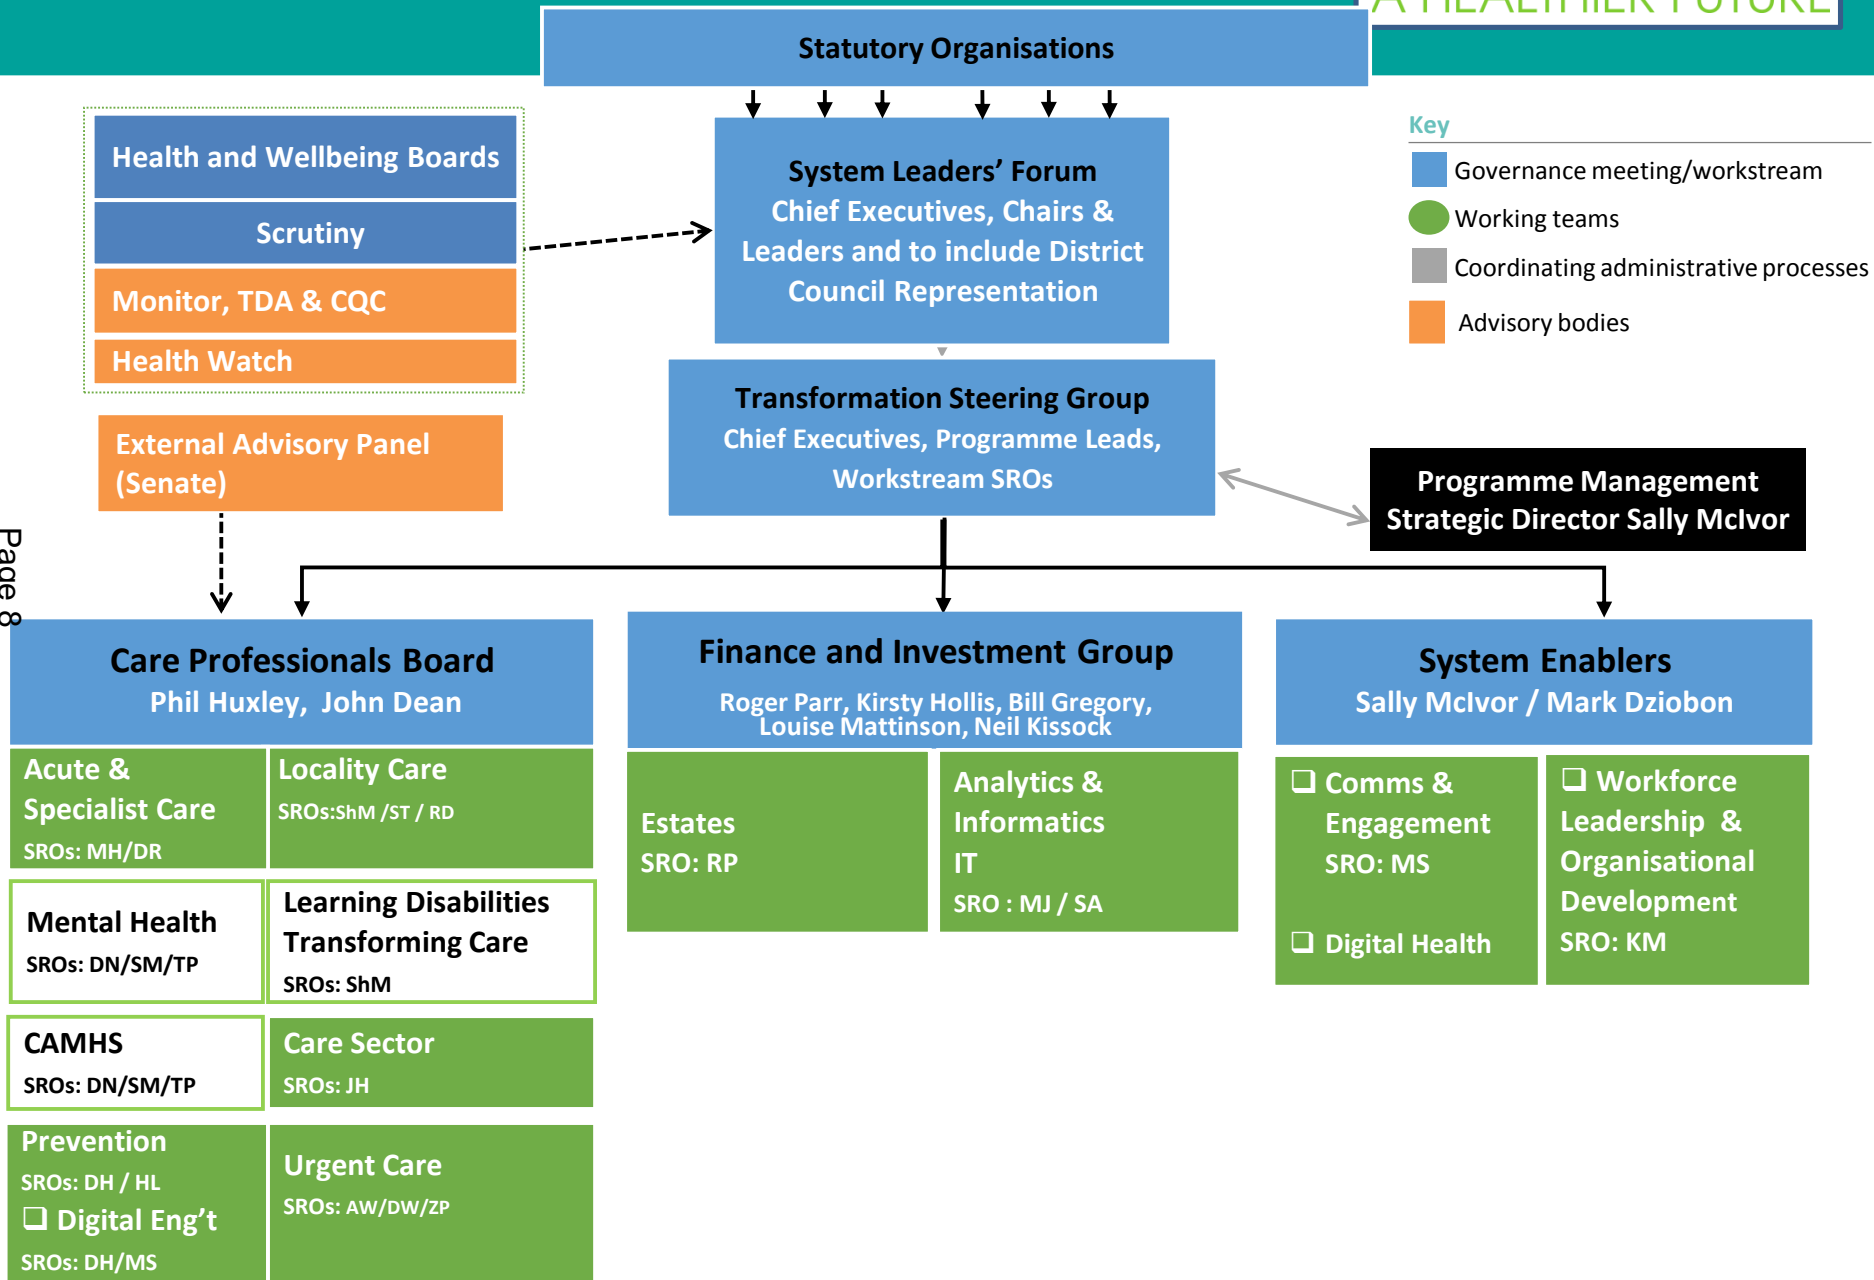 A HEALTHIER FUTURE
Statutory Organisations
Health and Wellbeing Boards
Scrutiny
Monitor, TDA & CQC
Health Watch
External Advisory Panel
(Senate)
System Leaders’ Forum
Chief Executives, Chairs &
Leaders and to include District
Council Representation
Key
Governance meeting/workstream
Working teams
Coordinating administrative processes
Advisory bodies
Transformation Steering Group
Chief Executives, Programme Leads,
Workstream SROs
Programme Management
Strategic Director Sally McIvor
Page 8
Care Professionals Board
Phil Huxley, John Dean
Acute &
Specialist Care
SROs: MH/DR
Locality Care
SROs:ShM /ST / RD
Mental Health
SROs: DN/SM/TP
Learning Disabilities
Transforming Care
SROs: ShM
CAMHS
SROs: DN/SM/TP
Care Sector
SROs: JH
Prevention
SROs: DH / HL
❑ Digital Eng’t
SROs: DH/MS
Urgent Care
SROs: AW/DW/ZP
Finance and Investment Group
Roger Parr, Kirsty Hollis, Bill Gregory,
Louise Mattinson, Neil Kissock
Estates
SRO: RP
Analytics &
Informatics
IT
SRO : MJ / SA
System Enablers
Sally McIvor / Mark Dziobon
❑ Comms &
Engagement
SRO: MS
❑ Digital Health
❑ Workforce
Leadership &
Organisational
Development
SRO: KM